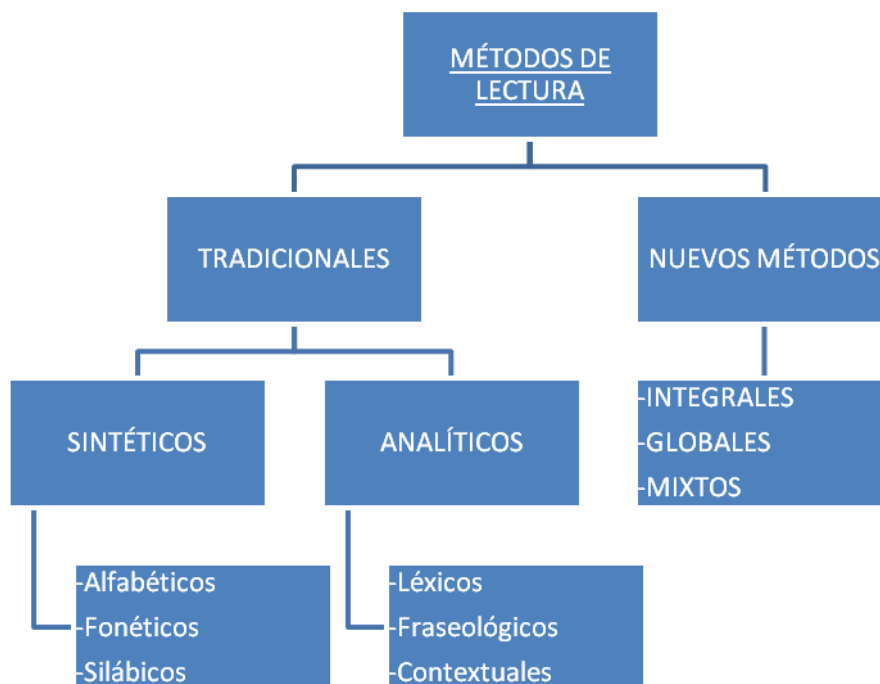 MÉTODOS DE
LECTURA
TRADICIONALES
NUEVOS MÉTODOS
SINTÉTICOS
ANALÍTICOS
-INTEGRALES
-GLOBALES
-MIXTOS
-Alfabéticos
-Fonéticos
-Silábicos
-Léxicos
-Fraseológicos
-Contextuales